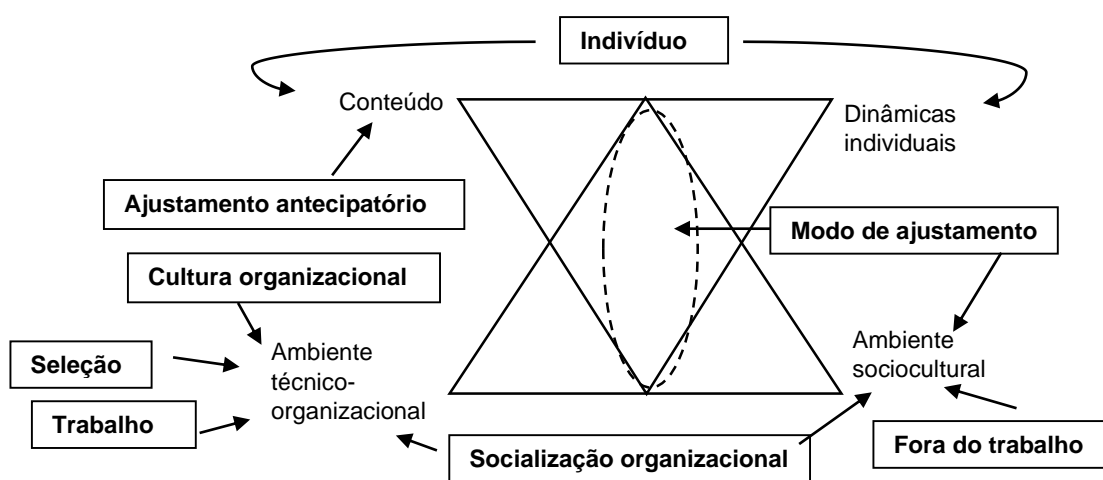 Indivíduo
Conteúdo
Dinâmicas
individuais
Ajustamento antecipatório
Modo de ajustamento
Cultura organizacional
Seleção
Ambiente
técnico-
organizacional
Ambiente
sociocultural
Trabalho
Socialização organizacional
Fora do trabalho